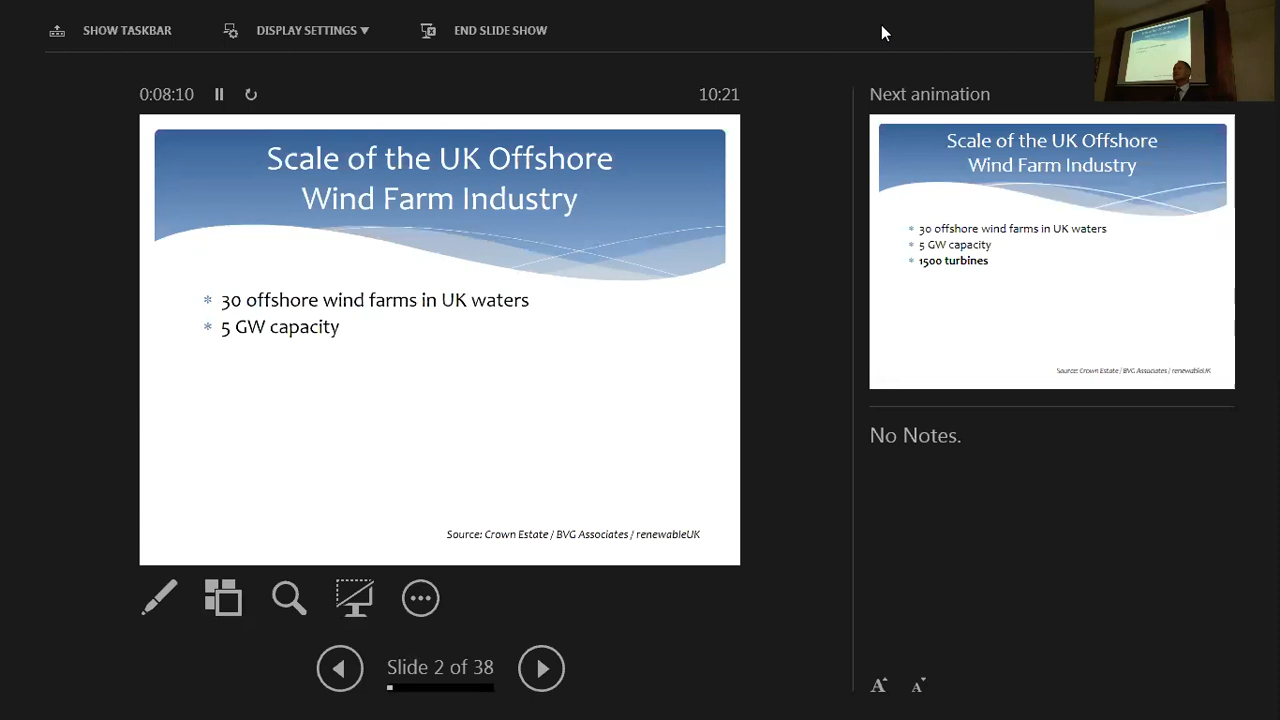 SHOW TASKBAR
DISPLAY SETTINGS ▼
END SLIDE SHOW
0:08:10
10:21
Scale of the UK Offshore
Wind Farm Industry
* 30 offshore wind farms in UK waters
* 5 GW capacity
Source: Crown Estate / BVG Associates / renewableUK
Slide 2 of 38
Next animation
Scale of the UK Offshore
Wind Farm Industry
* 30 offshore wind farms in UK waters
* 5 GW capacity
* 1500 turbines
Source: Crown Estate / BVG Associates / renewableUK
No Notes.
A A